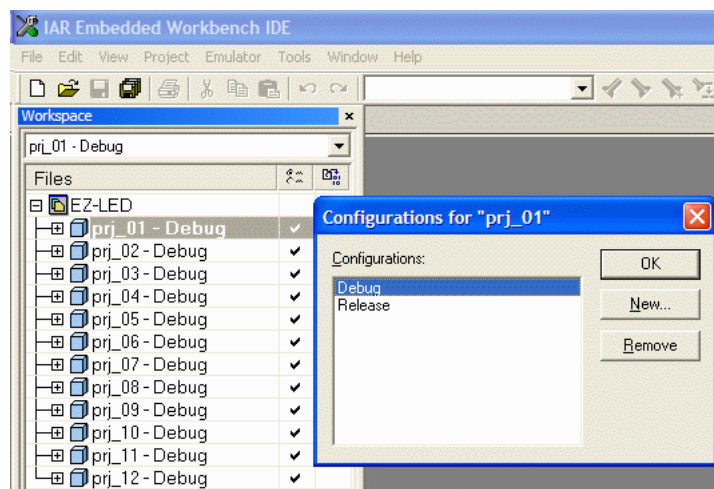 IAR Embedded Workbench IDE
File Edit View Project Emulator Tools Window Help
Workspace
prj_01 - Debug
Files
EZ-LED
prj_01 - Debug
prj_02 - Debug
prj_03 - Debug
prj_04 - Debug
prj_05 - Debug
prj_06 - Debug
prj_07 - Debug
prj_08 - Debug
prj_09 - Debug
prj_10 - Debug
prj_11 - Debug
prj_12 - Debug
Configurations for "prj_01"
Configurations:
Debug
Release
OK
New...
Remove